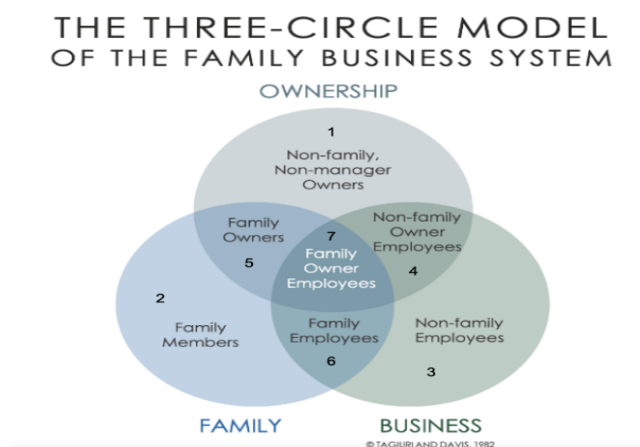 THE THREE-CIRCLE MODEL
OF THE FAMILY BUSINESS SYSTEM
OWNERSHIP
1
Non-family,
Non-manager
Owners
Family
Owners
5
7
Family
Owner
Employees
Non-family
Owner
Employees
4
2
Family
Members
Family
Employees
6
Non-family
Employees
3
FAMILY
BUSINESS
© TAGIURI AND DAVIS, 1982